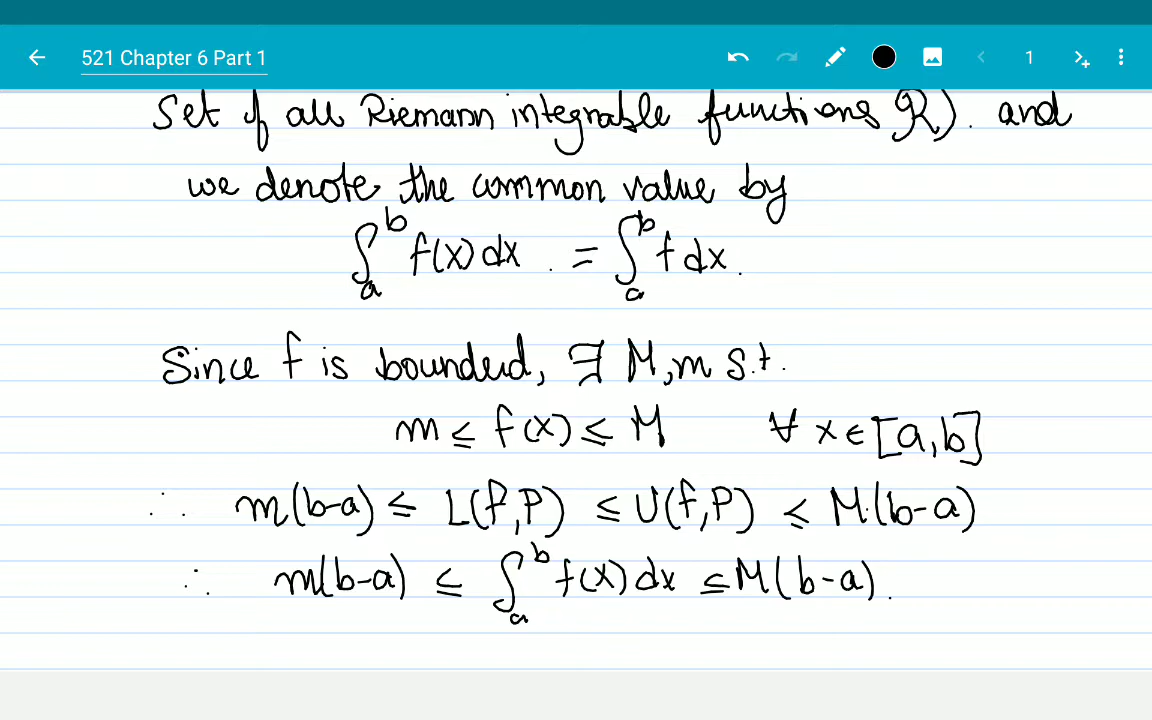 521 Chapter 6 Part 1
1
Set of all Riemann integrable functions ℛ). and
we denote the common value by
∫_a^b f(x)dx . = ∫_a^b f dx.
Since f is bounded, ∃ M,m s.t.
m ≤ f(x) ≤ M ∀ x ∈ [a,b]
∴ m(b-a) ≤ L(f,P) ≤ U(f,P) ≤ M(b-a)
∴ m(b-a) ≤ ∫_a^b f(x)dx ≤ M(b-a).